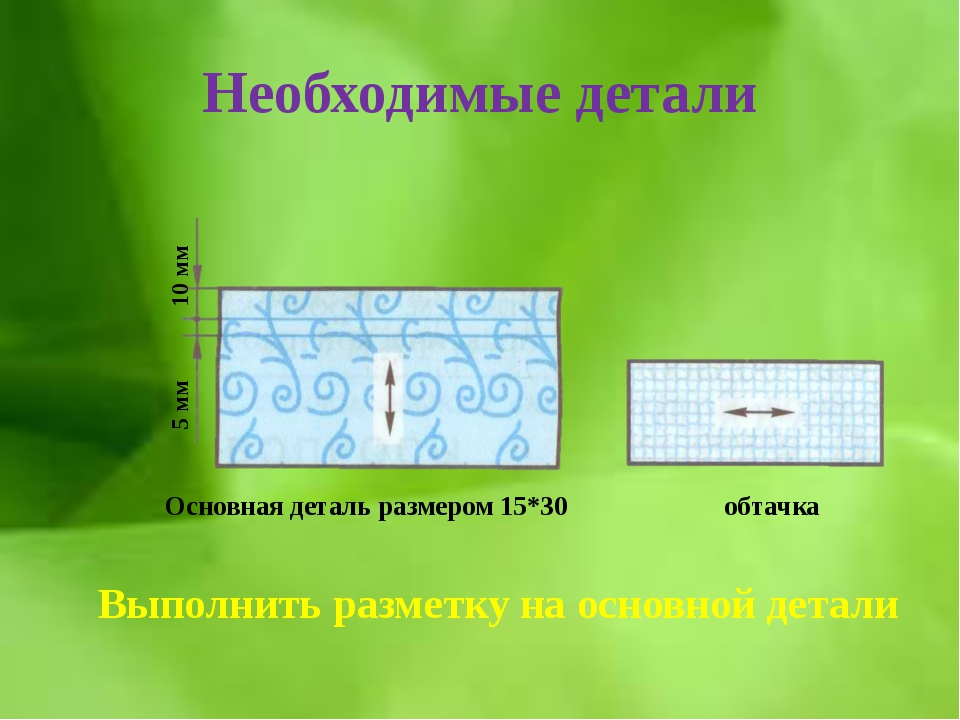 Необходимые детали
10 мм
5 мм
Основная деталь размером 15*30
обтачка
Выполнить разметку на основной детали